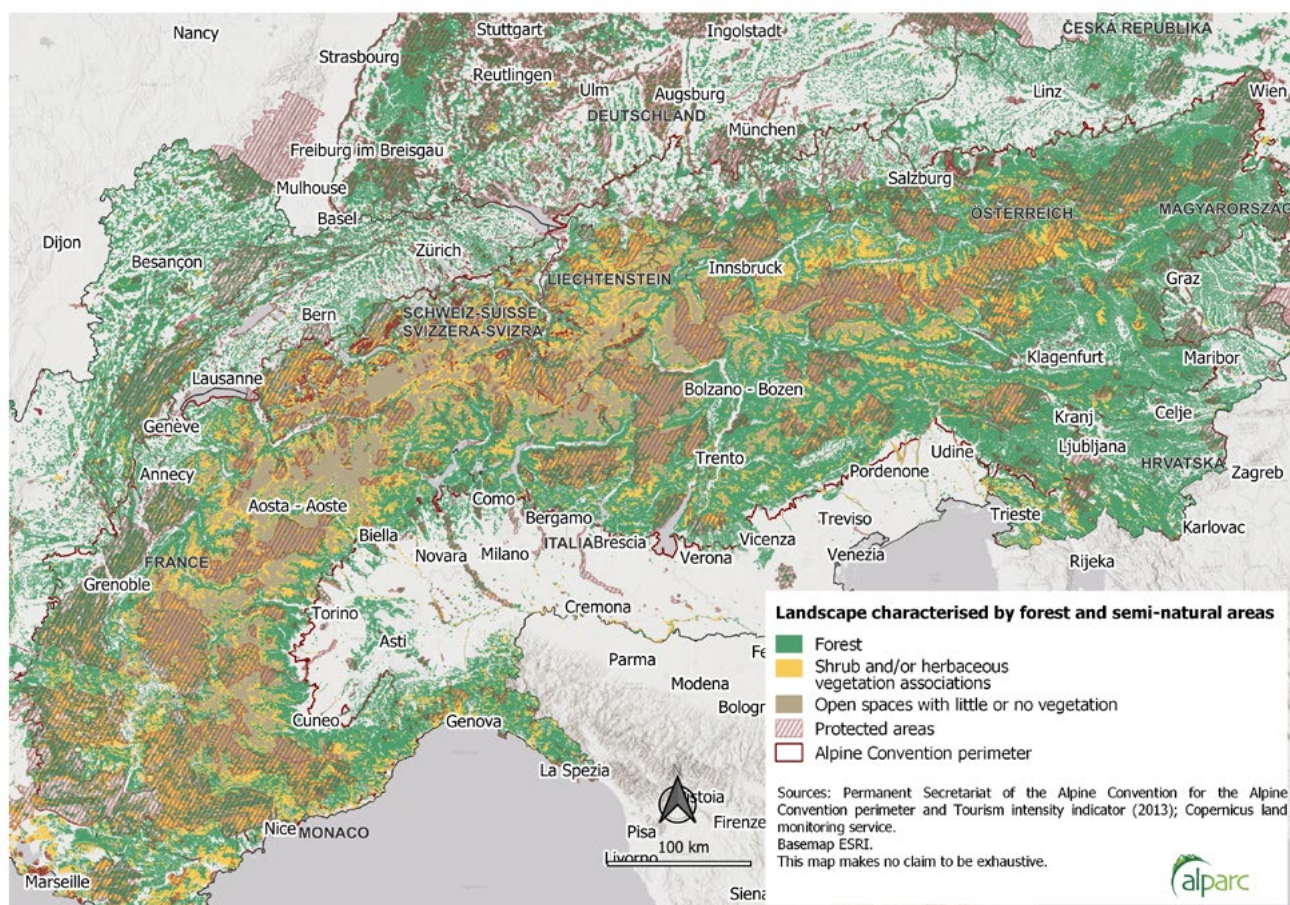 Nancy
Stuttgart
Ingolstadt
ČESKÁ REPUBLIKA
Strasbourg
Reutlingen
Ulm
Augsburg
Linz
Wien
DEUTSCHLAND
München
Freiburg im Breisgau
Mulhouse
Salzburg
Basel
ÖSTERREICH
MAGYARORSZÁG
Dijon
Zürich
Besançon
Innsbruck
LIECHTENSTEIN
Graz
Bern
SCHWEIZ-SUISSE
SVIZZERA-SVIZRA
Klagenfurt
Maribor
Lausanne
Bolzano - Bozen
Genève
Kranj
Celje
Annecy
Ljubljana
Trento
Udine
HRVATSKA
Zagreb
Pordenone
Aosta - Aoste
Como
Bergamo
Treviso
Trieste
Karlovac
Biella
ITALIA
Brescia
Vicenza
FRANCE
Novara
Milano
Verona
Venezia
Rijeka
Grenoble
Torino
Cremona
Asti
Parma
Fe
Modena
Cuneo
Genova
Bologn
La Spezia
stoia
Nice
MONACO
Pisa
Firenze
Livorno
100 km
Marseille
Siena
Landscape characterised by forest and semi-natural areas
Forest
Shrub and/or herbaceous
vegetation associations
Open spaces with little or no vegetation
Protected areas
Alpine Convention perimeter
Sources: Permanent Secretariat of the Alpine Convention for the Alpine
Convention perimeter and Tourism intensity indicator (2013); Copernicus land
monitoring service.
Basemap ESRI.
This map makes no claim to be exhaustive.
alparc